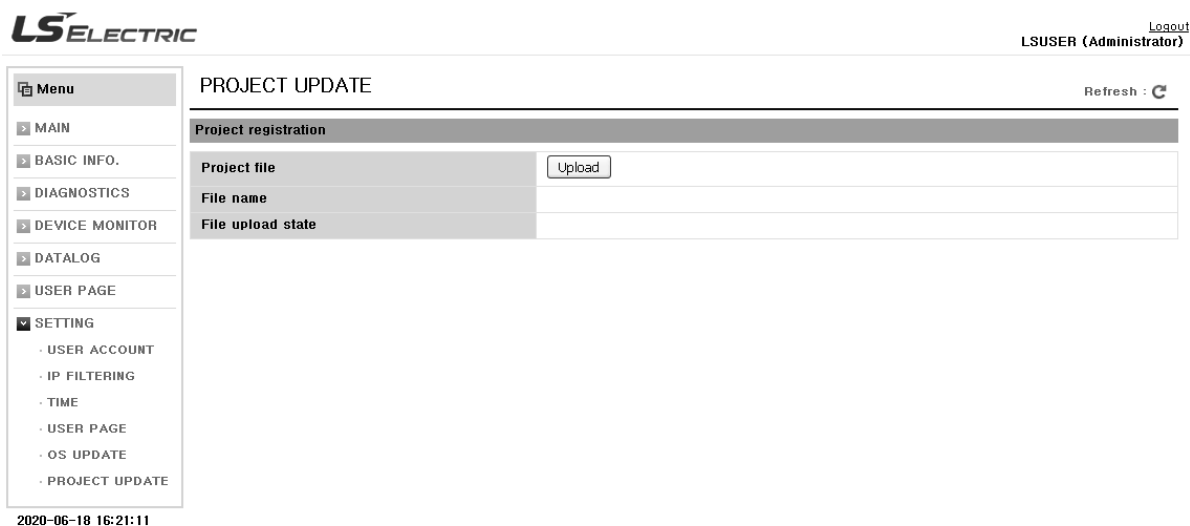 LS ELECTRIC
Logout
LSUSER (Administrator)
Menu
PROJECT UPDATE
Refresh :
MAIN
Project registration
BASIC INFO.
Project file
Upload
DIAGNOSTICS
File name
DEVICE MONITOR
File upload state
DATALOG
USER PAGE
SETTING
· USER ACCOUNT
· IP FILTERING
· TIME
· USER PAGE
· OS UPDATE
· PROJECT UPDATE
2020-06-18 16:21:11